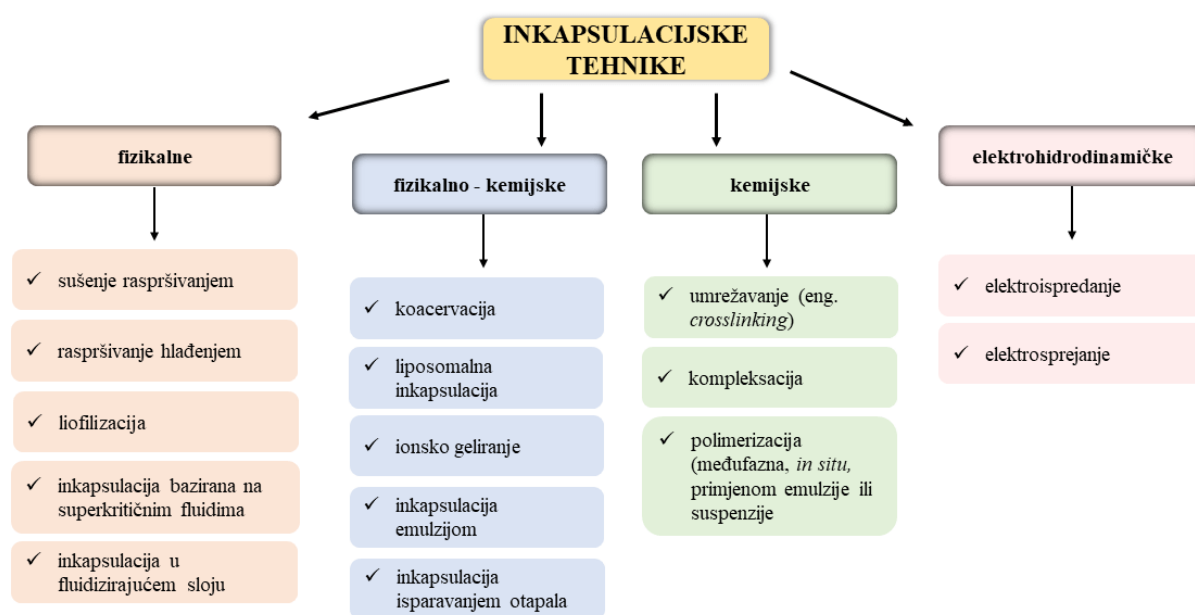 INKAPSULACIJSKE
TEHNIKE
fizikalne
✓ sušenje raspršivanjem
✓ raspršivanje hlađenjem
✓ liofilizacija
✓ inkapsulacija bazirana na
superkritičnim fluidima
✓ inkapsulacija u
fluidizirajućem sloju
fizikalno - kemijske
✓ koacervacija
✓ liposomalna
inkapsulacija
✓ ionsko geliranje
✓ inkapsulacija
emulzijom
✓ inkapsulacija
isparavanjem otapala
kemijske
✓ umrežavanje (eng.
crosslinking)
✓ kompleksacija
✓ polimerizacija
(međufazna, in situ,
primjenom emulzije ili
suspenzije
elektrohidrodinamičke
✓ elektroispredanje
✓ elektrosprejanje